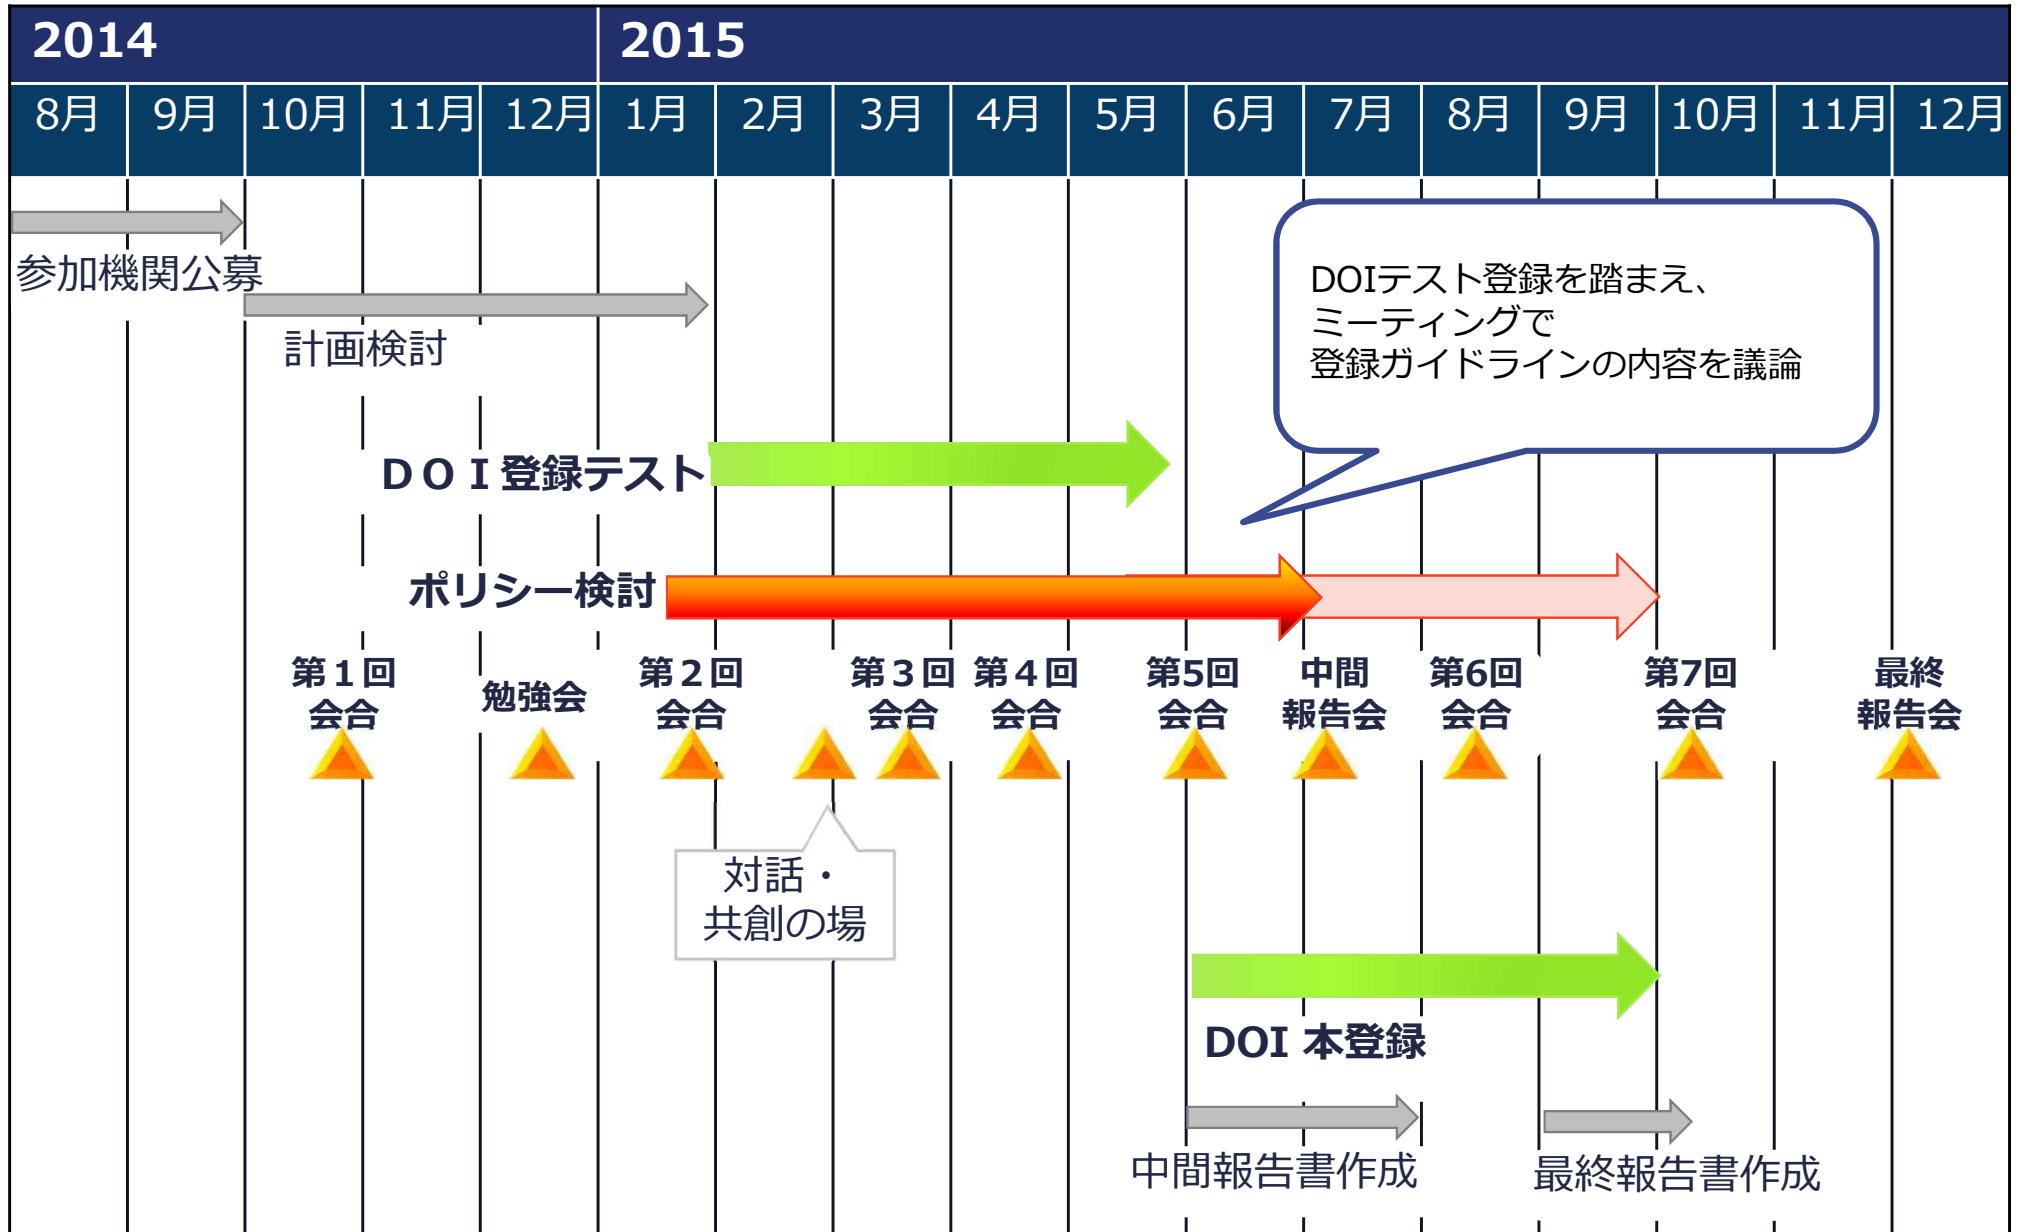 2014
2015
8月 9月 10月 11月 12月 1月 2月 3月 4月 5月 6月 7月 8月 9月 10月 11月 12月
参加機関公募
計画検討
DOIテスト登録を踏まえ、
ミーティングで
登録ガイドラインの内容を議論
ＤＯＩ登録テスト
ポリシー検討
第１回
会合
勉強会
第２回
会合
第３回
会合
第４回
会合
第5回
会合
中間
報告会
第6回
会合
第7回
会合
最終
報告会
対話・
共創の場
DOI 本登録
中間報告書作成
最終報告書作成